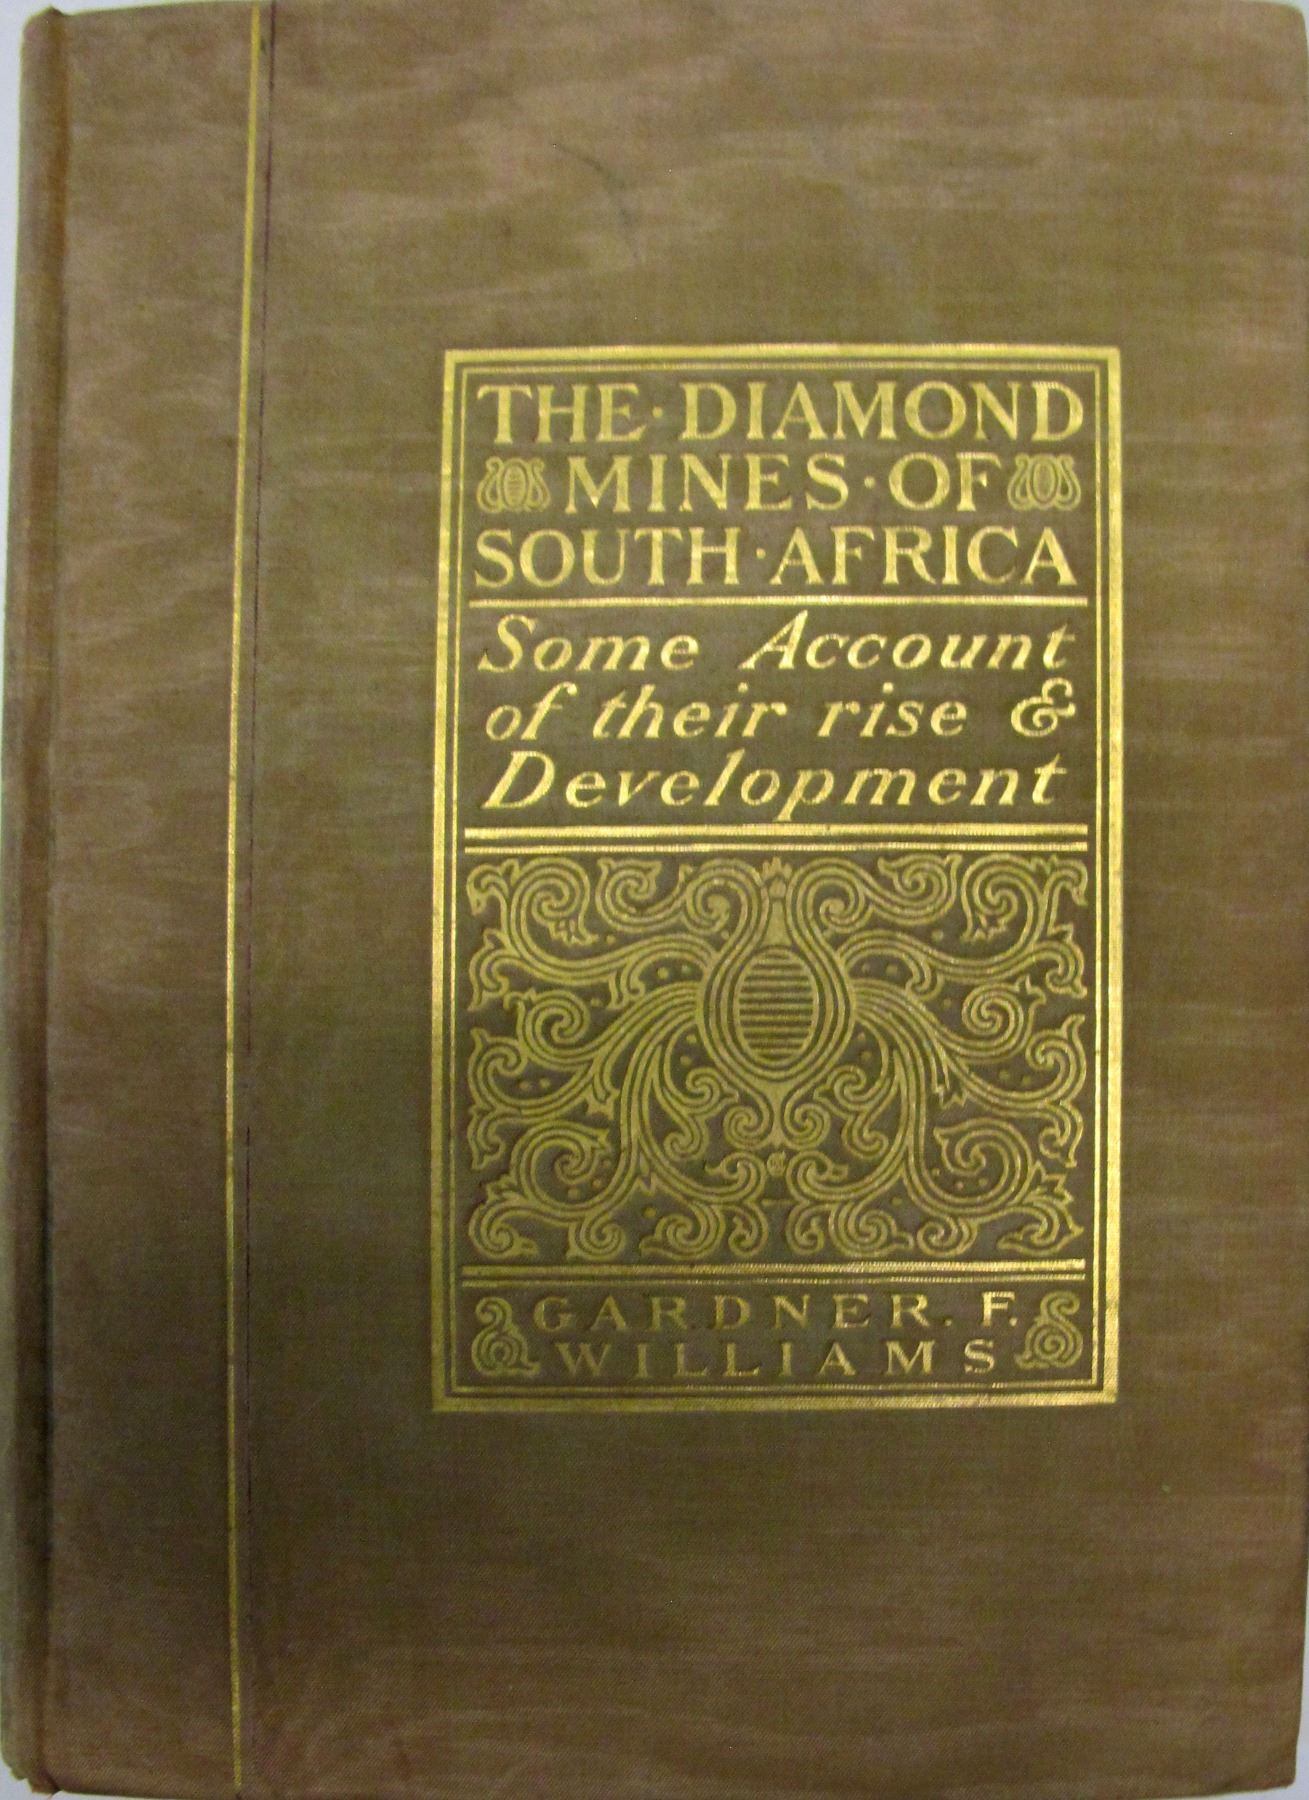 THE · DIAMOND
MINES · OF
SOUTH · AFRICA
Some Account
of their rise &
Development
GARDNER. F.
WILLIAMS